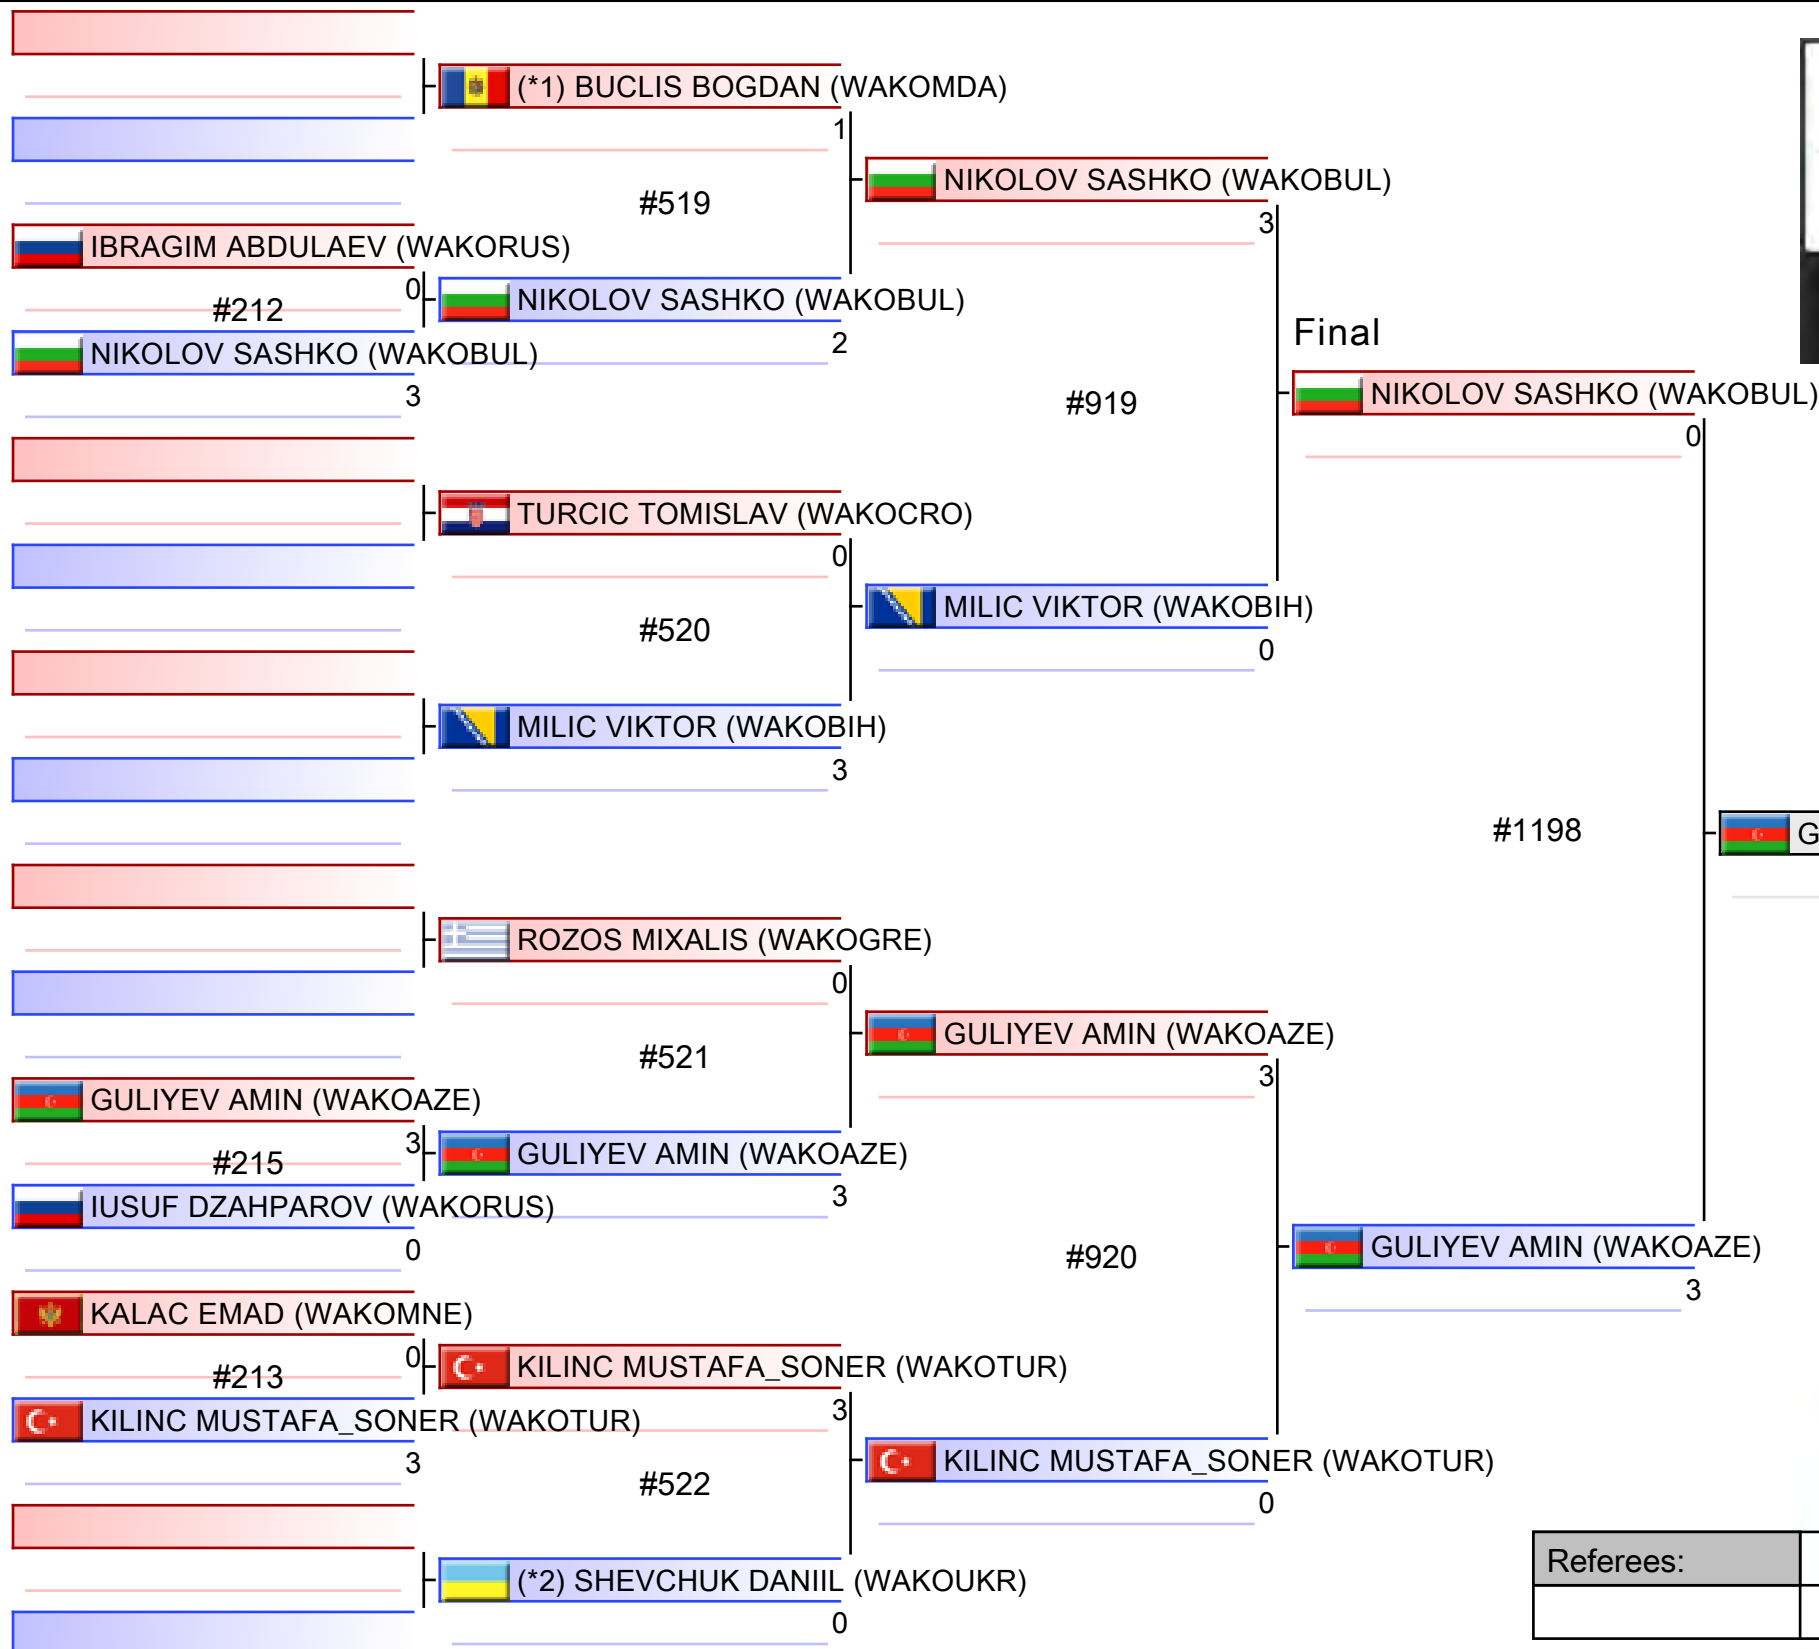 (*1) BUCLIS BOGDAN (WAKOMDA)
1
NIKOLOV SASHKO (WAKOBUL)
#519
3
IBRAGIM ABDULAEV (WAKORUS)
0
#212
NIKOLOV SASHKO (WAKOBUL)
2
NIKOLOV SASHKO (WAKOBUL)
3
Final
#919
NIKOLOV SASHKO (WAKOBUL)
0
TURCIC TOMISLAV (WAKOCRO)
0
MILIC VIKTOR (WAKOBIH)
#520
0
MILIC VIKTOR (WAKOBIH)
3
#1198
G
ROZOS MIXALIS (WAKOGRE)
0
GULIYEV AMIN (WAKOAZE)
#521
3
GULIYEV AMIN (WAKOAZE)
3
#215
GULIYEV AMIN (WAKOAZE)
3
IUSUF DZAHPAROV (WAKORUS)
0
#920
GULIYEV AMIN (WAKOAZE)
3
KALAC EMAD (WAKOMNE)
0
#213
KILINC MUSTAFA_SONER (WAKOTUR)
3
KILINC MUSTAFA_SONER (WAKOTUR)
3
#522
KILINC MUSTAFA_SONER (WAKOTUR)
0
(*2) SHEVCHUK DANIIL (WAKOUKR)
0
Referees: